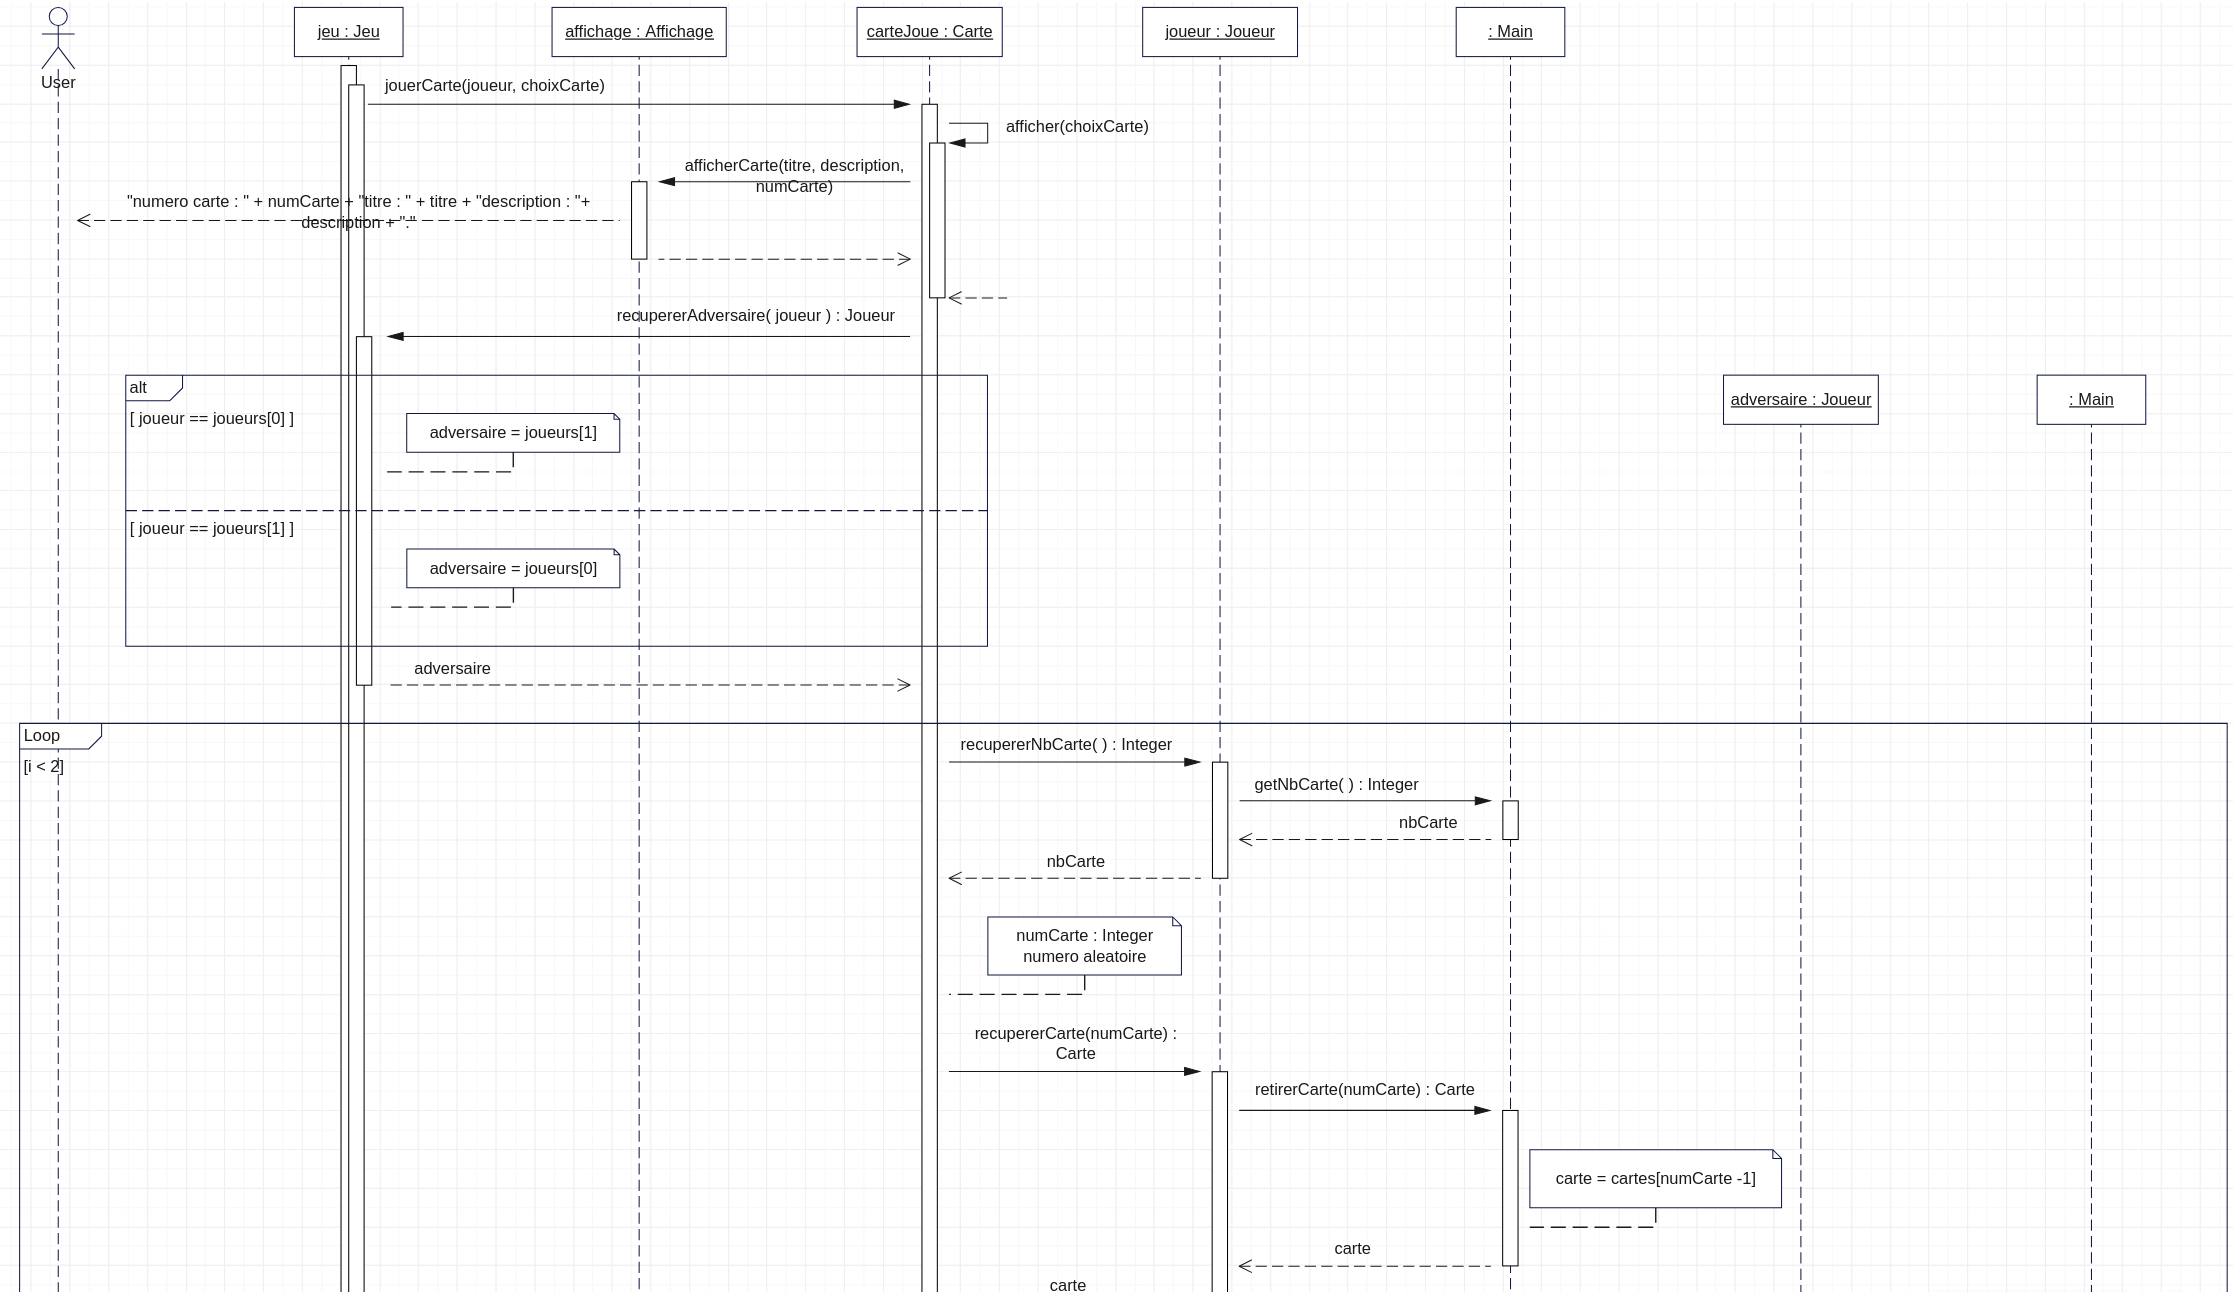 User
jeu : Jeu
affichage : Affichage
carteJoue : Carte
joueur : Joueur
: Main
jouerCarte(joueur, choixCarte)
afficher(choixCarte)
afficherCarte(titre, description,
numCarte)
"numero carte : " + numCarte + "titre : " + titre + "description : "+
description + "."
recupererAdversaire( joueur ) : Joueur
alt
[ joueur == joueurs[0] ]
adversaire = joueurs[1]
adversaire : Joueur
: Main
[ joueur == joueurs[1] ]
adversaire = joueurs[0]
adversaire
Loop
[i < 2]
recupererNbCarte( ) : Integer
getNbCarte( ) : Integer
nbCarte
nbCarte
numCarte : Integer
numero aleatoire
recupererCarte(numCarte) :
Carte
retirerCarte(numCarte) : Carte
carte = cartes[numCarte -1]
carte
carte